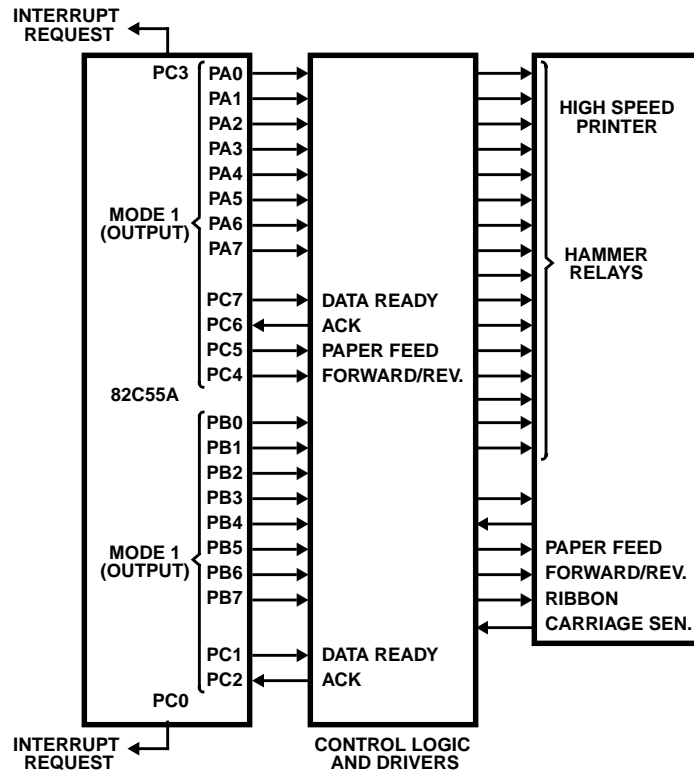 INTERRUPT
REQUEST
PC3 PA0
PA1
PA2
PA3
PA4
PA5
PA6
PA7
MODE 1
(OUTPUT)
PC7
PC6
PC5
PC4
82C55A
PB0
PB1
PB2
PB3
PB4
PB5
PB6
PB7
MODE 1
(OUTPUT)
PC1
PC2
PC0
INTERRUPT
REQUEST
DATA READY
ACK
PAPER FEED
FORWARD/REV.
DATA READY
ACK
CONTROL LOGIC
AND DRIVERS
HIGH SPEED
PRINTER
HAMMER
RELAYS
PAPER FEED
FORWARD/REV.
RIBBON
CARRIAGE SEN.